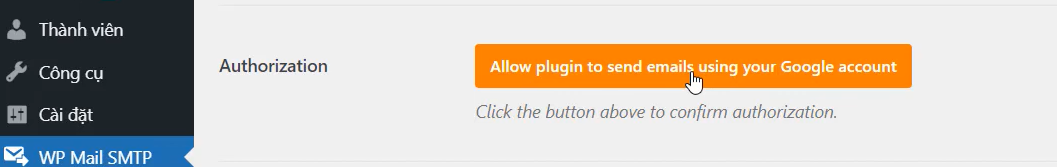 Thành viên
Công cụ
Cài đặt
WP Mail SMTP
Authorization
Allow plugin to send emails using your Google account
Click the button above to confirm authorization.